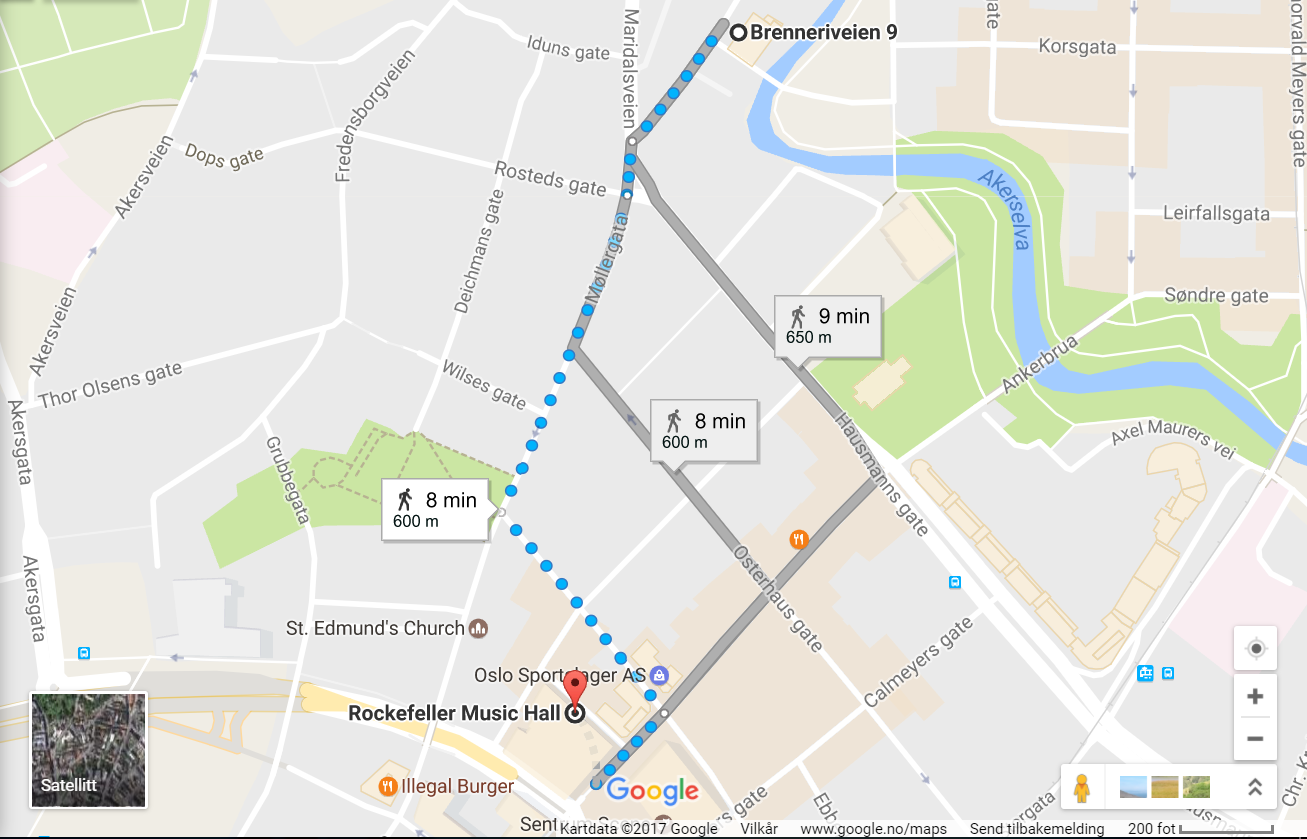 Brenneriveien 9
Iduns gate
Maridalsveien
gate
Korsgata
Thorvald Meyers gate
Fredensborgveien
Dops gate
Akersveien
Rosteds gate
Akerselva
Leirfallsgata
Deichmans gate
Møllergata
Søndre gate
Akersveien
9 min
650 m
Ankerbrua
Thor Olsens gate
Wilses gate
8 min
600 m
Akersgata
Hausmanns gate
Axel Maurers vei
Grubbegata
8 min
600 m
Osterhaus gate
Akersgata
St. Edmund's Church
Calmeyers gate
Oslo Sportslager AS
Rockefeller Music Hall
Satellitt
Illegal Burger
Google
Chr. K
Kartdata ©2017 Google
Vilkår
www.google.no/maps
Send tilbakemelding
200 fot